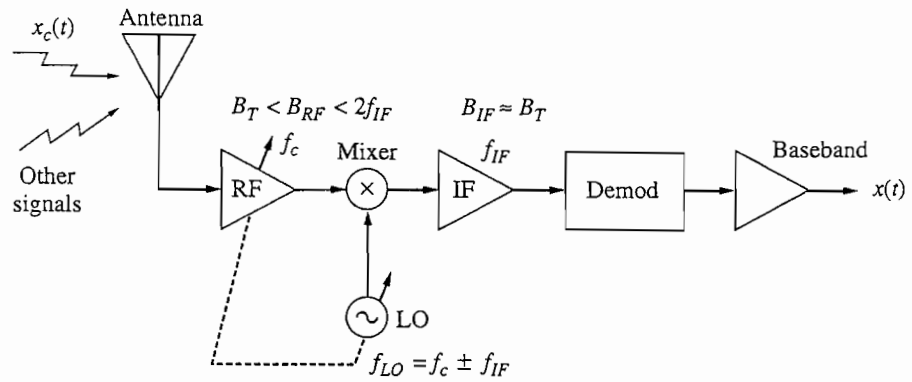 Antenna
x_c(t)
B_T < B_RF < 2f_IF
B_IF ≈ B_T
f_c
Mixer
f_IF
Baseband
RF
×
IF
Demod
x(t)
Other
signals
LO
f_LO = f_c ± f_IF